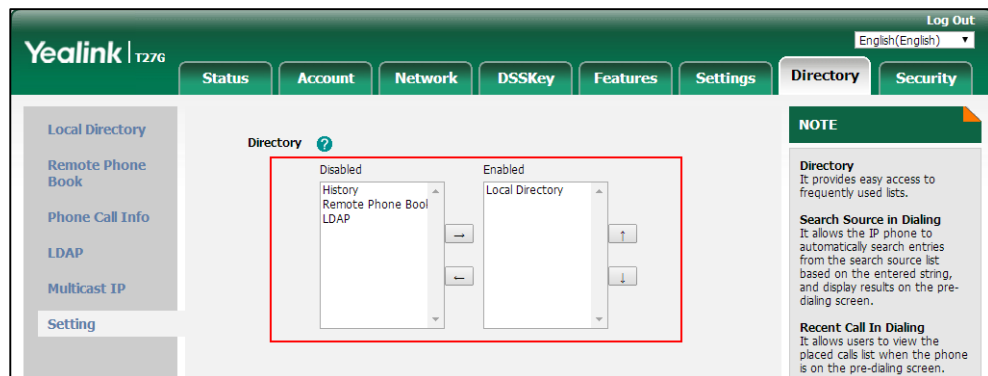 Log Out
English(English)
Yealink T27G
Status Account Network DSSKey Features Settings Directory Security
Local Directory
Remote Phone
Book
Phone Call Info
LDAP
Multicast IP
Setting
Directory ?
Disabled
History
Remote Phone Bool
LDAP
→
←
Enabled
Local Directory
↑
↓
NOTE
Directory
It provides easy access to
frequently used lists.
Search Source in Dialing
It allows the IP phone to
automatically search entries
from the search source list
based on the entered string,
and display results on the pre-
dialing screen.
Recent Call In Dialing
It allows users to view the
placed calls list when the phone
is on the pre-dialing screen.